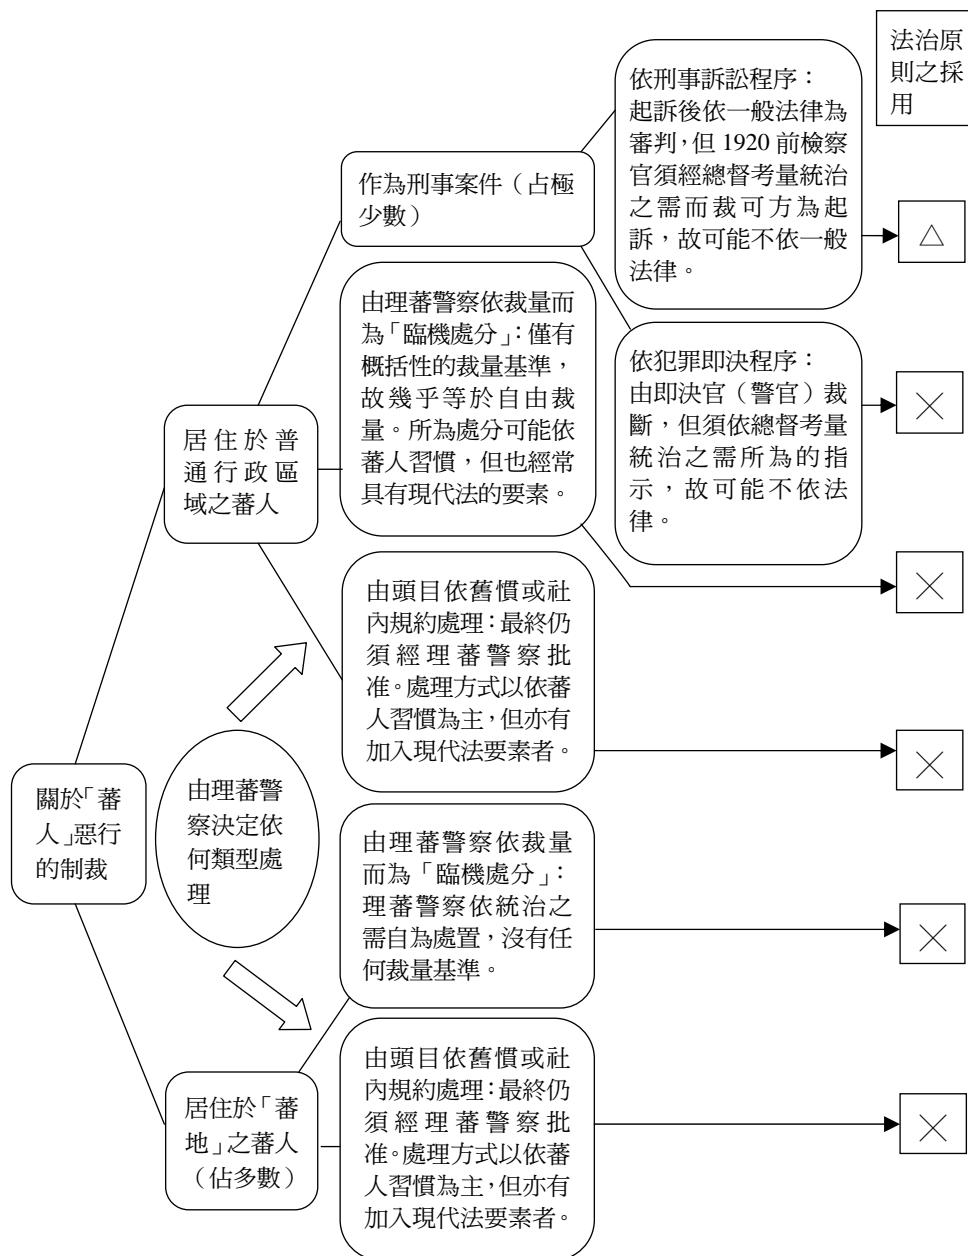 法治原
則之採
用
依刑事訴訟程序：
起訴後依一般法律為
審判，但 1920 前檢察
官須經總督考量統治
之需而裁可方為起
訴，故可能不依一般
法律。
△
作為刑事案件（占極
少數）
由理蕃警察依裁量而
為「臨機處分」：僅有
概括性的裁量基準，
故幾乎等於自由裁
量。所為處分可能依
蕃人習慣，但也經常
具有現代法的要素。
依犯罪即決程序：
由即決官（警官）裁
斷，但須依總督考量
統治之需所為的指
示，故可能不依法
律。
×
居住於普
通行政區
域之蕃人
×
由頭目依舊慣或社
內規約處理：最終仍
須經理蕃警察批
准。處理方式以依蕃
人習慣為主，但亦有
加入現代法要素者。
×
關於「蕃
人」惡行
的制裁
由理蕃警
察決定依
何類型處
理
由理蕃警察依裁量
而為「臨機處分」：
理蕃警察依統治之
需自為處置，沒有任
何裁量基準。
×
居住於「蕃
地」之蕃人
（佔多數）
由頭目依舊慣或社
內規約處理：最終仍
須經理蕃警察批
准。處理方式以依蕃
人習慣為主，但亦有
加入現代法要素者。
×